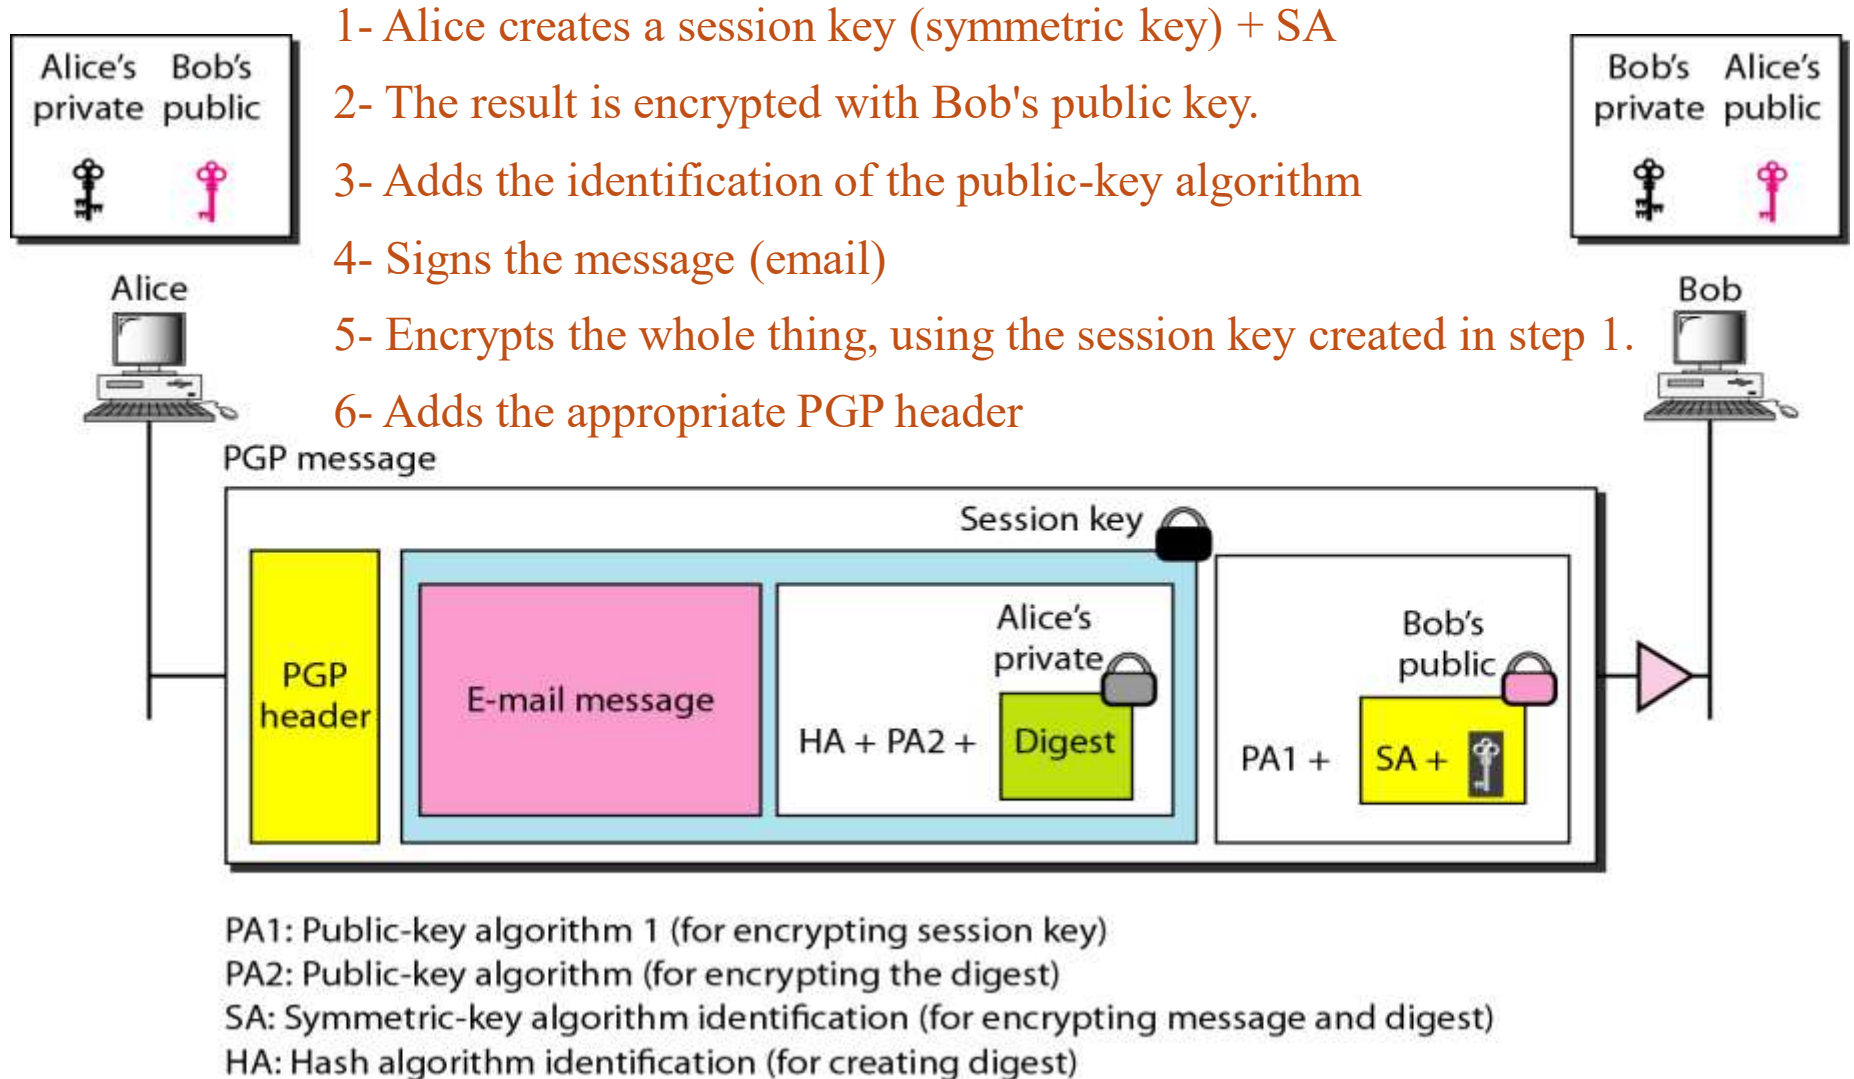 1- Alice creates a session key (symmetric key) + SA
2- The result is encrypted with Bob's public key.
3- Adds the identification of the public-key algorithm
4- Signs the message (email)
5- Encrypts the whole thing, using the session key created in step 1.
6- Adds the appropriate PGP header
Alice's Bob's
private public
Alice
Bob's Alice's
private public
Bob
PGP message
PGP
header
Session key
E-mail message
HA + PA2 +
Alice's
private
Digest
PA1 +
Bob's
public
SA +
PA1: Public-key algorithm 1 (for encrypting session key)
PA2: Public-key algorithm (for encrypting the digest)
SA: Symmetric-key algorithm identification (for encrypting message and digest)
HA: Hash algorithm identification (for creating digest)